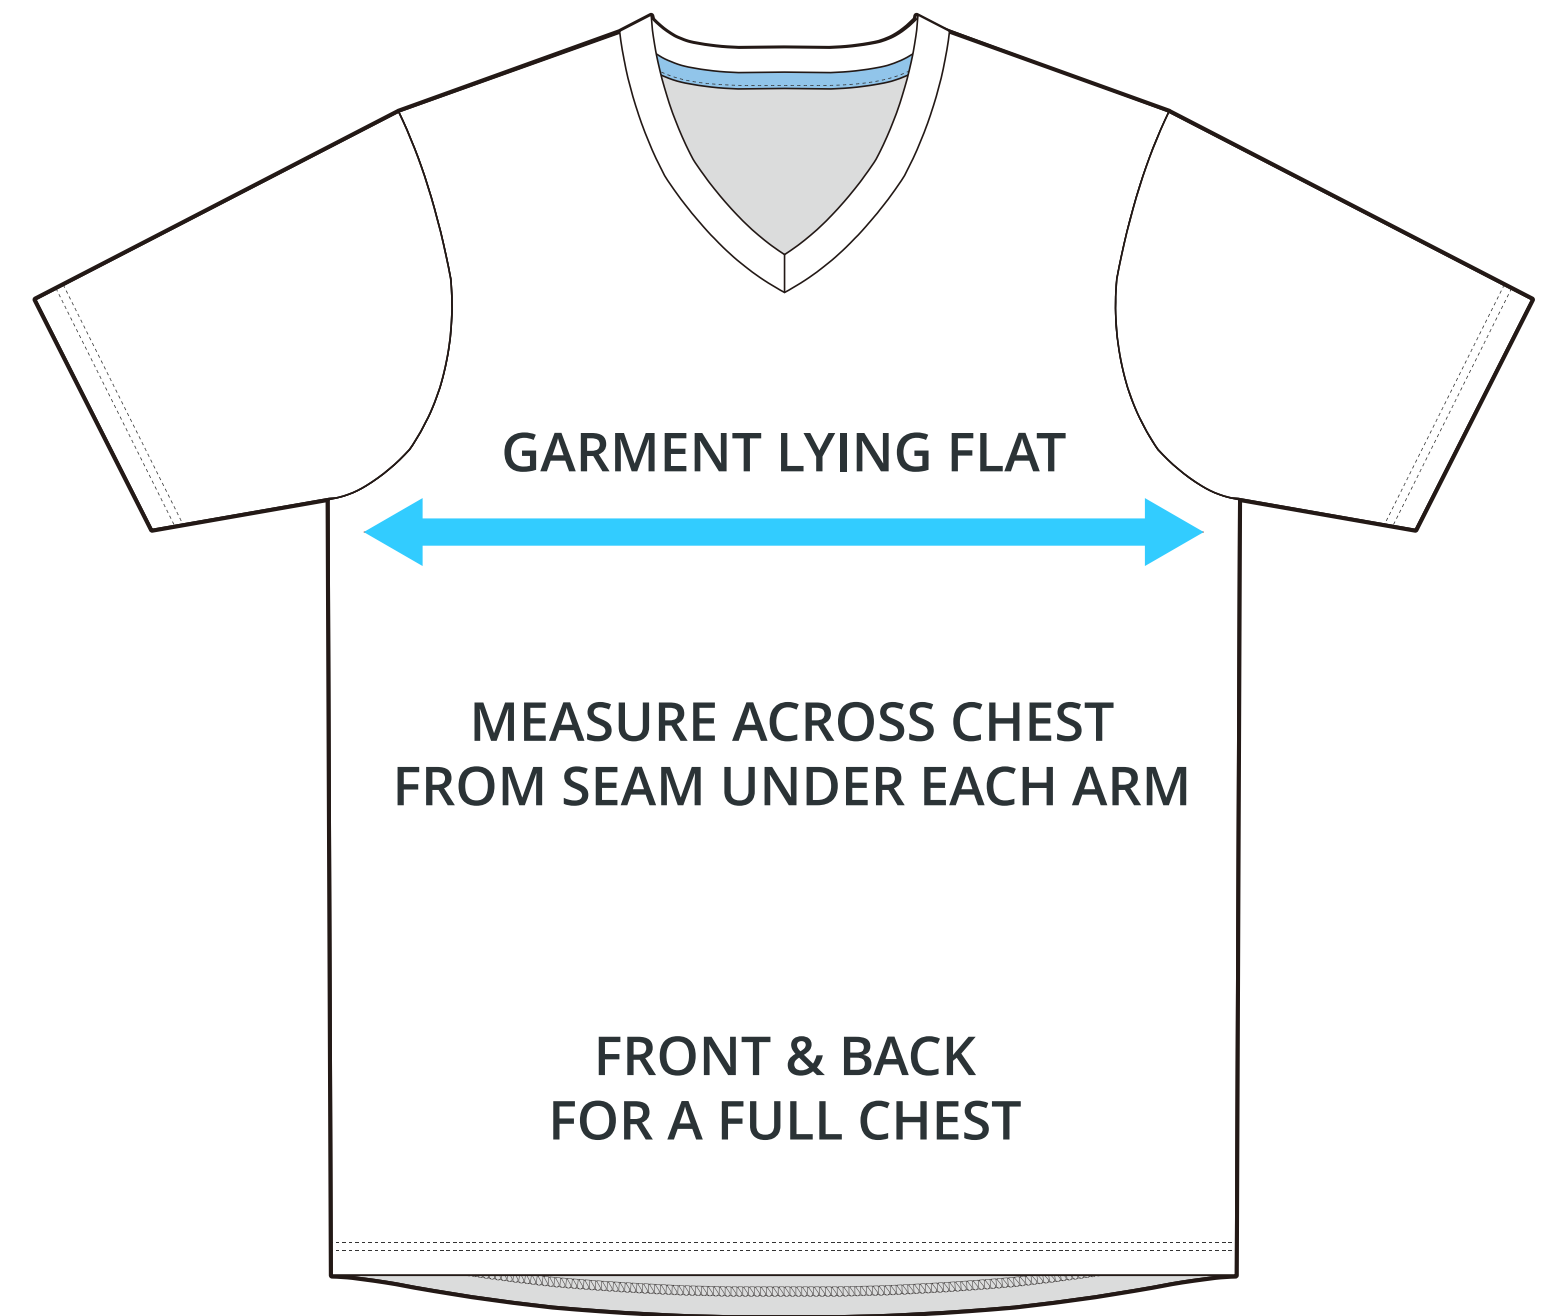 GARMENT LYING FLAT
MEASURE ACROSS CHEST
FROM SEAM UNDER EACH ARM
FRONT & BACK
FOR A FULL CHEST